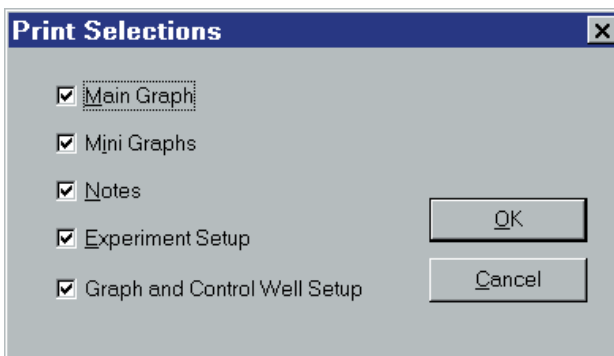 Print Selections
Main Graph
Mini Graphs
Notes
Experiment Setup
Graph and Control Well Setup
OK
Cancel